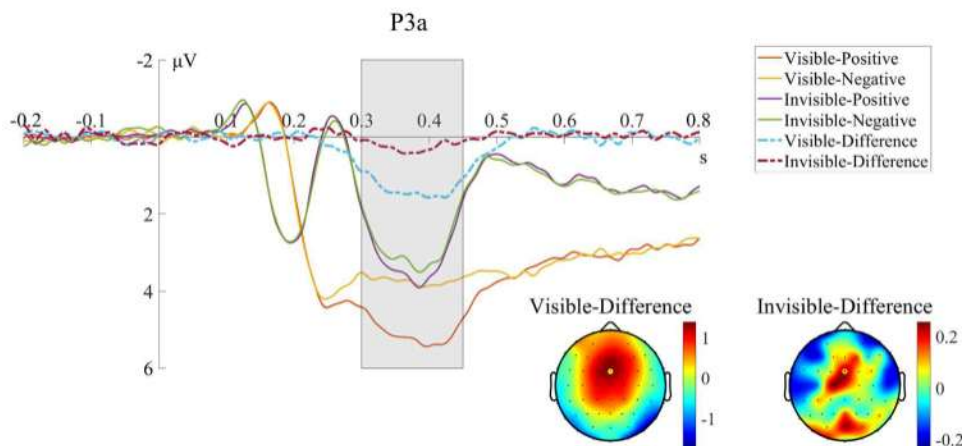 P3a
-2
μV
-0.2 -0.1 0.1 0.2 0.3 0.4 0.5 0.6 0.7 0.8
s
2
4
6
Visible-Positive
Visible-Negative
Invisible-Positive
Invisible-Negative
Visible-Difference
Invisible-Difference
Visible-Difference
1
0
-1
Invisible-Difference
0.2
0
-0.2